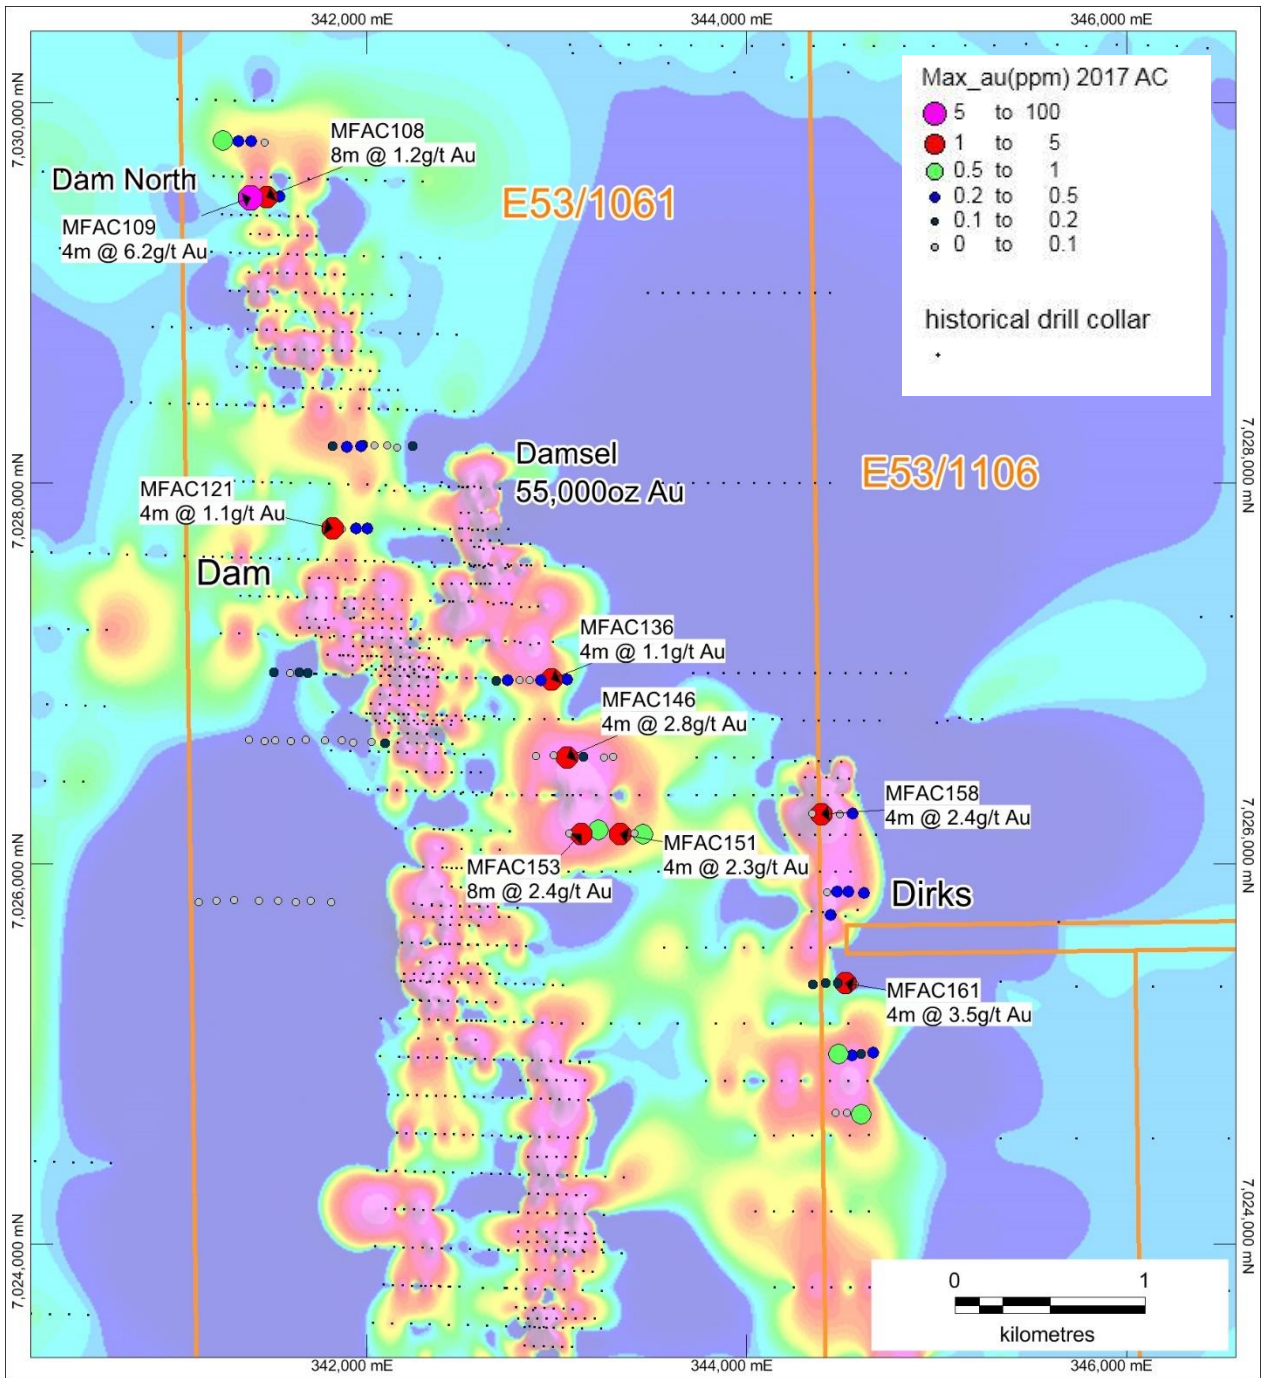 342,000 mE
344,000 mE
346,000 mE
7,030,000 mN
Max_au(ppm) 2017 AC
5 to 100
1 to 5
0.5 to 1
0.2 to 0.5
0.1 to 0.2
0 to 0.1
historical drill collar
MFAC108
8m @ 1.2g/t Au
Dam North
E53/1061
MFAC109
4m @ 6.2g/t Au
Damsel
55,000oz Au
E53/1106
7,028,000 mN
7,028,000 mN
MFAC121
4m @ 1.1g/t Au
Dam
MFAC136
4m @ 1.1g/t Au
MFAC146
4m @ 2.8g/t Au
MFAC158
4m @ 2.4g/t Au
MFAC151
4m @ 2.3g/t Au
MFAC153
8m @ 2.4g/t Au
7,026,000 mN
7,026,000 mN
Dirks
MFAC161
4m @ 3.5g/t Au
7,024,000 mN
7,024,000 mN
0 1
kilometres
342,000 mE
344,000 mE
346,000 mE